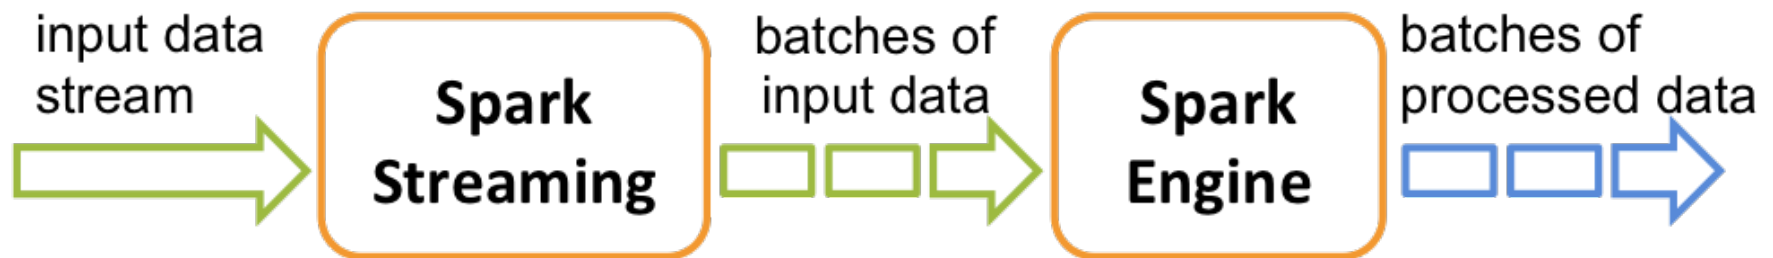 input data
stream
Spark
Streaming
batches of
input data
Spark
Engine
batches of
processed data